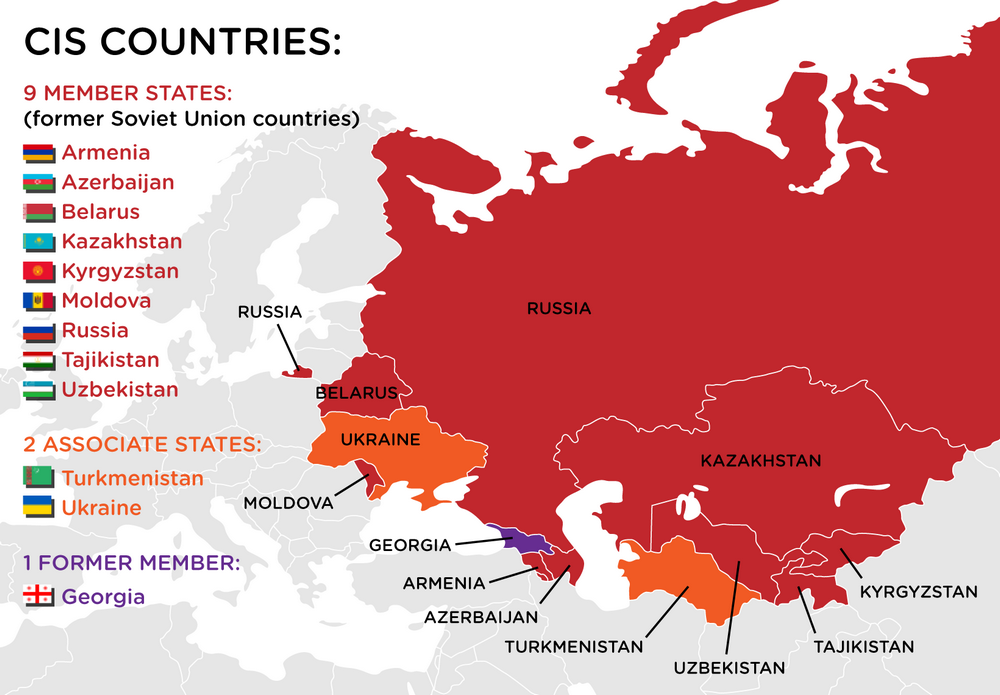 CIS COUNTRIES:
9 MEMBER STATES:
(former Soviet Union countries)
Armenia
Azerbaijan
Belarus
Kazakhstan
Kyrgyzstan
Moldova
Russia
Tajikistan
Uzbekistan
2 ASSOCIATE STATES:
Turkmenistan
Ukraine
1 FORMER MEMBER:
Georgia
RUSSIA
RUSSIA
BELARUS
UKRAINE
KAZAKHSTAN
MOLDOVA
GEORGIA
ARMENIA
AZERBAIJAN
TURKMENISTAN
UZBEKISTAN
TAJIKISTAN
KYRGYZSTAN